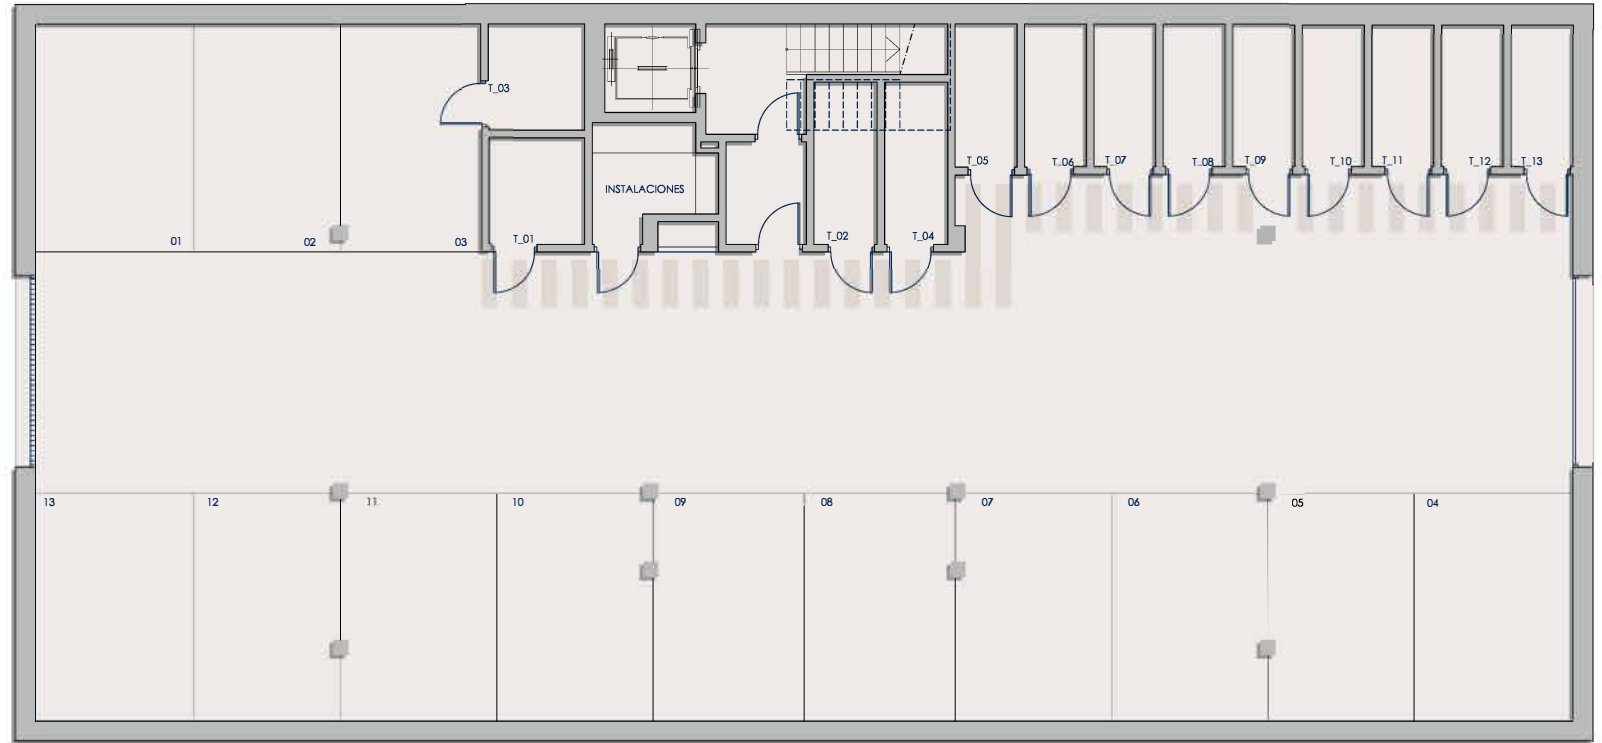 T_03
T_05
T_06
T_07
T_08
T_09
T_10
T_11
T_12
T_13
INSTALACIONES
01
02
03
T_01
T_02
T_04
13
12
11
10
09
08
07
06
05
04